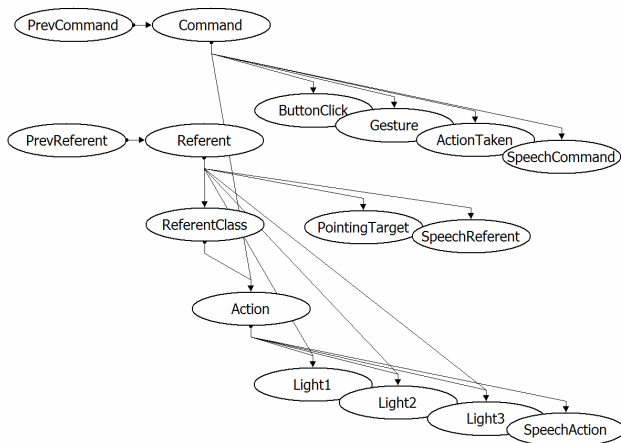 PrevCommand
Command
ButtonClick
Gesture
ActionTaken
SpeechCommand
PrevReferent
Referent
ReferentClass
PointingTarget
SpeechReferent
Action
Light1
Light2
Light3
SpeechAction